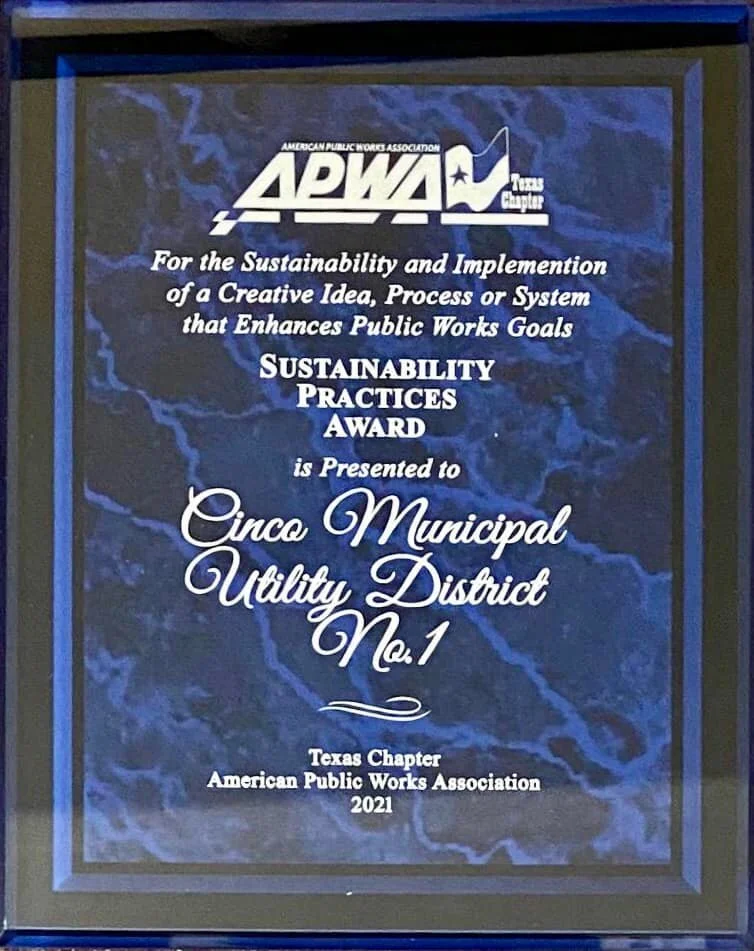 AMERICAN PUBLIC WORKS ASSOCIATION
APWA
Texas
Chapter
For the Sustainability and Implemention
of a Creative Idea, Process or System
that Enhances Public Works Goals
SUSTAINABILITY
PRACTICES
AWARD
is Presented to
Cinco Municipal
Utility District
No.1
Texas Chapter
American Public Works Association
2021